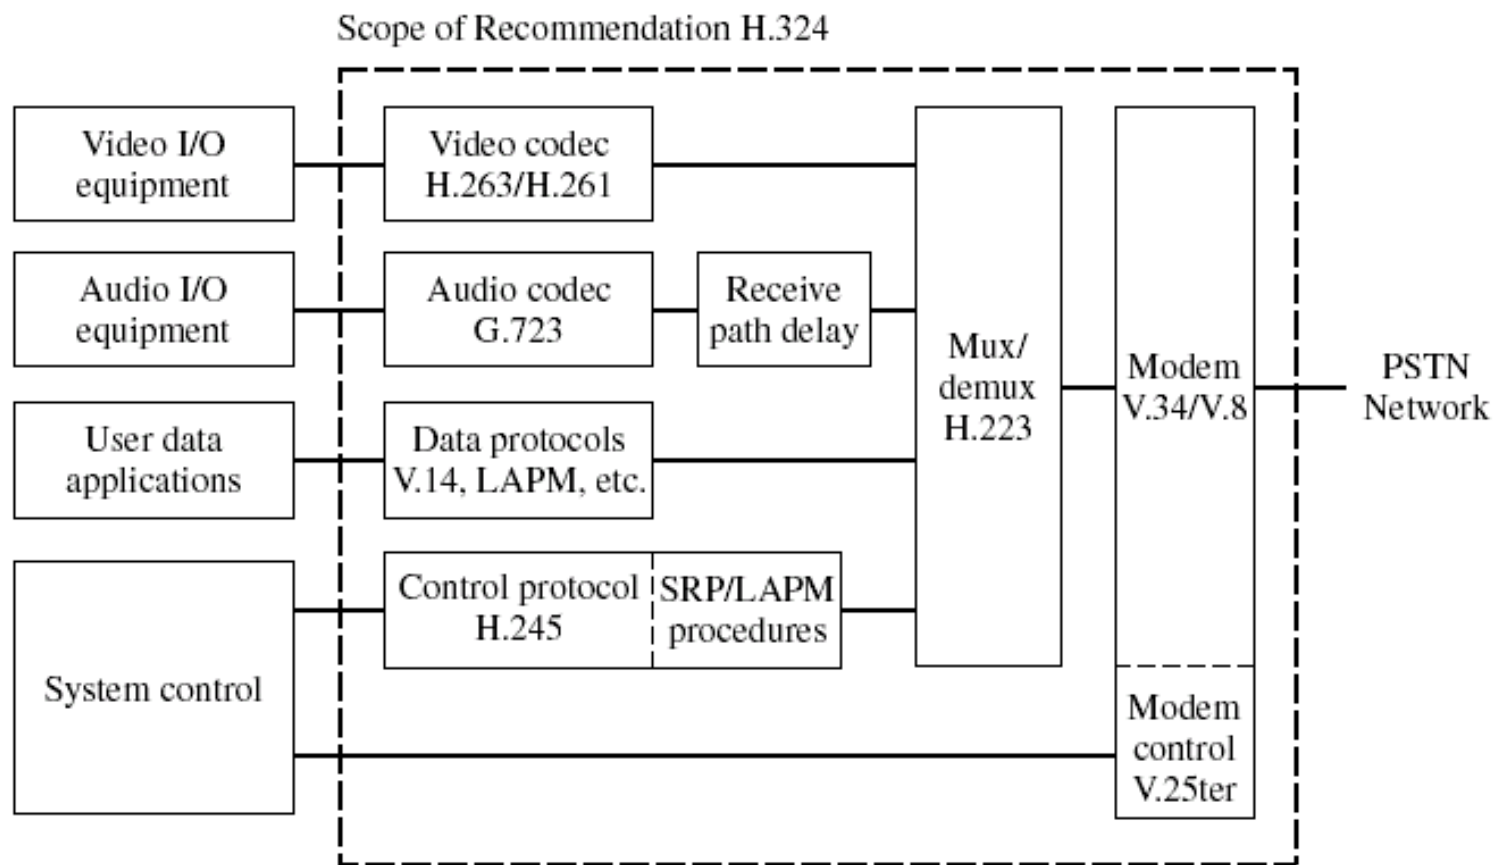 Scope of Recommendation H.324
Video I/O
equipment
Video codec
H.263/H.261
Audio I/O
equipment
Audio codec
G.723
Receive
path delay
User data
applications
Data protocols
V.14, LAPM, etc.
System control
Control protocol
H.245
SRP/LAPM
procedures
Mux/
demux
H.223
Modem
V.34/V.8
Modem
control
V.25ter
PSTN
Network